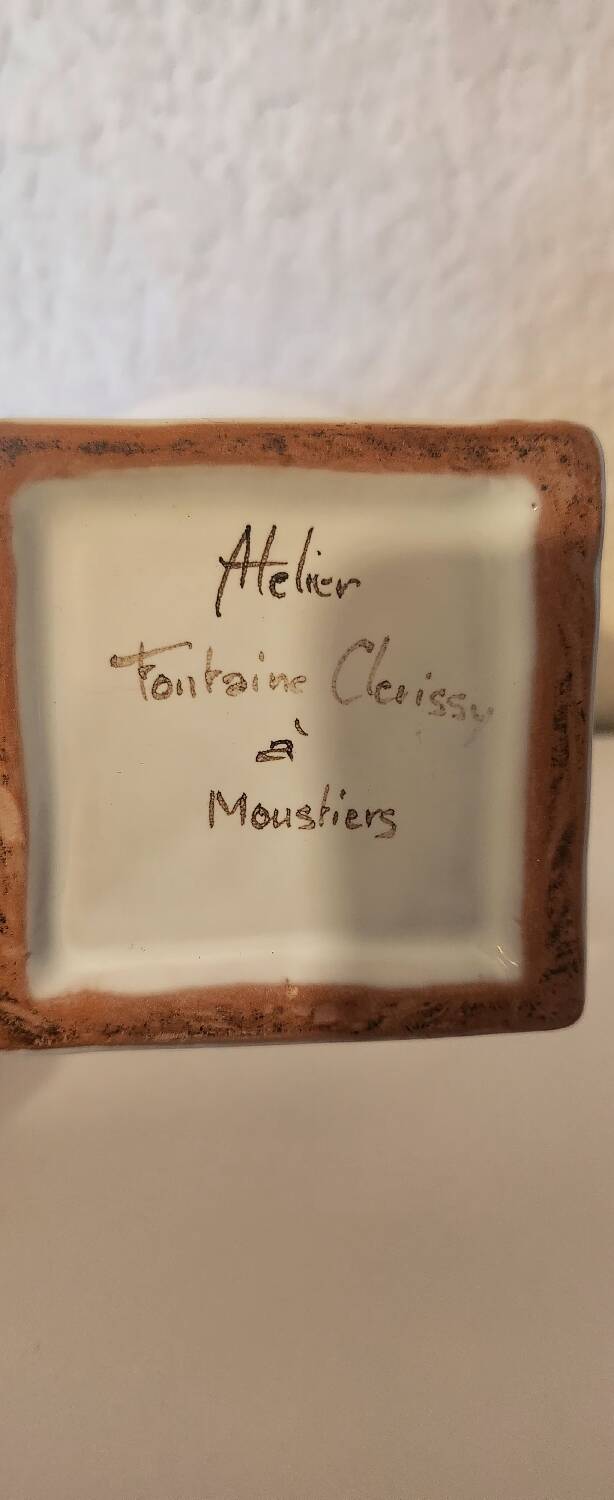 Atelier
Fontaine Clerissy
à
Moustiers